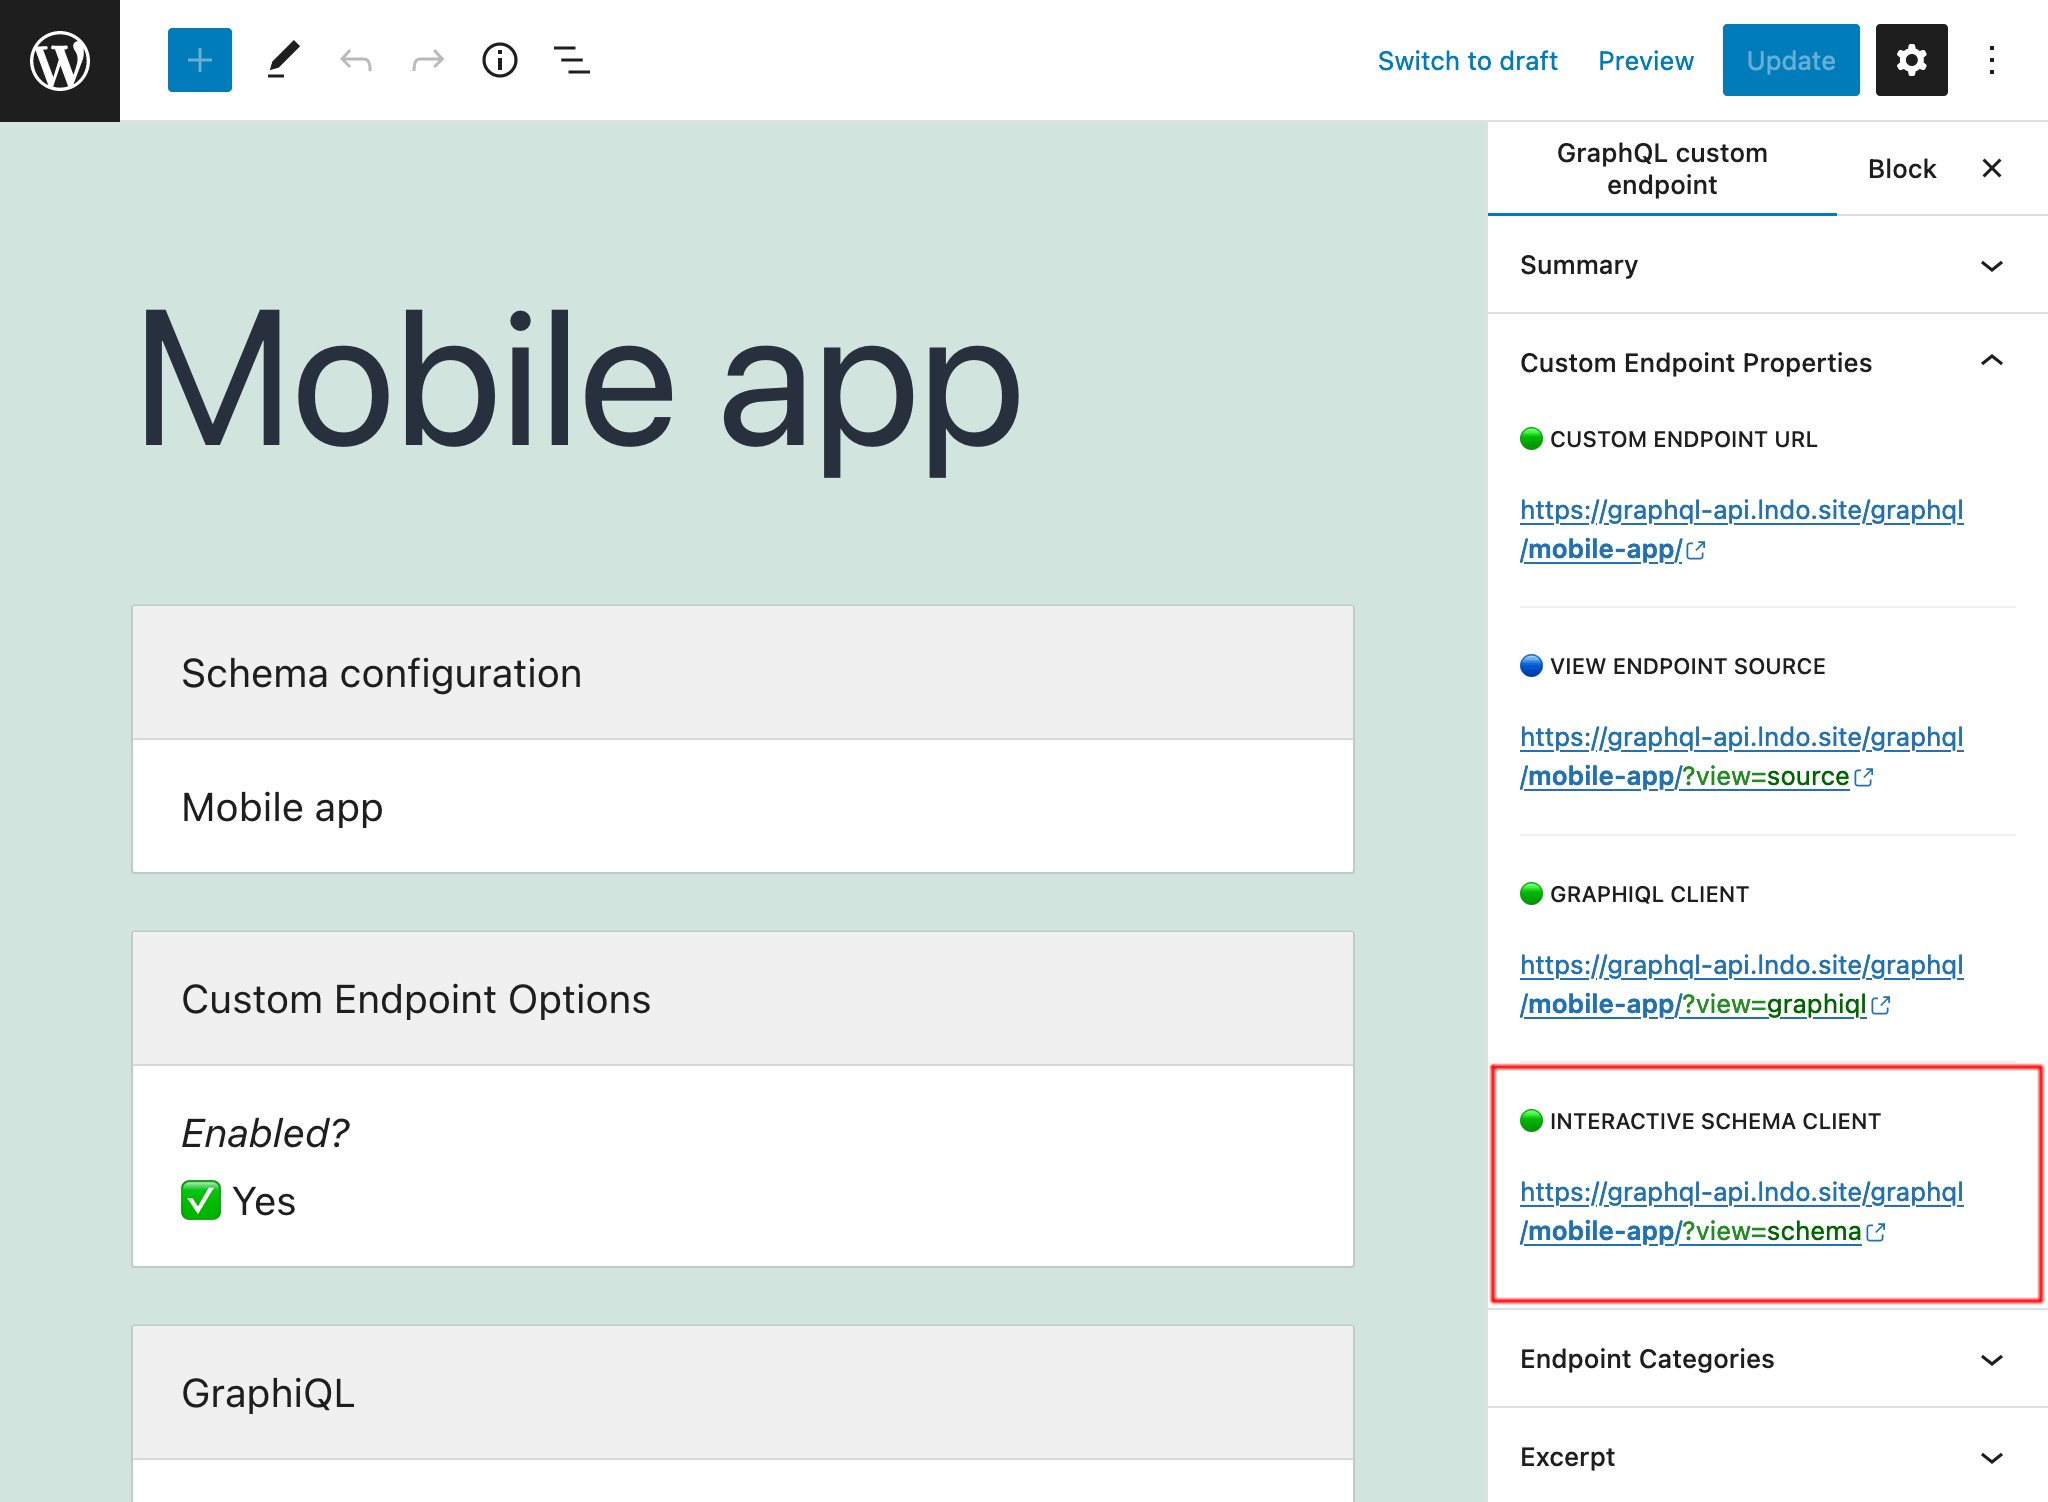 Switch to draft Preview Update
GraphQL custom
endpoint
Block
Summary
Custom Endpoint Properties
CUSTOM ENDPOINT URL
https://graphql-api.lndo.site/graphql
/mobile-app/
VIEW ENDPOINT SOURCE
https://graphql-api.lndo.site/graphql
/mobile-app/?view=source
GRAPHIQL CLIENT
https://graphql-api.lndo.site/graphql
/mobile-app/?view=graphiql
INTERACTIVE SCHEMA CLIENT
https://graphql-api.lndo.site/graphql
/mobile-app/?view=schema
Endpoint Categories
Excerpt
Mobile app
Schema configuration
Mobile app
Custom Endpoint Options
Enabled?
✅ Yes
GraphiQL